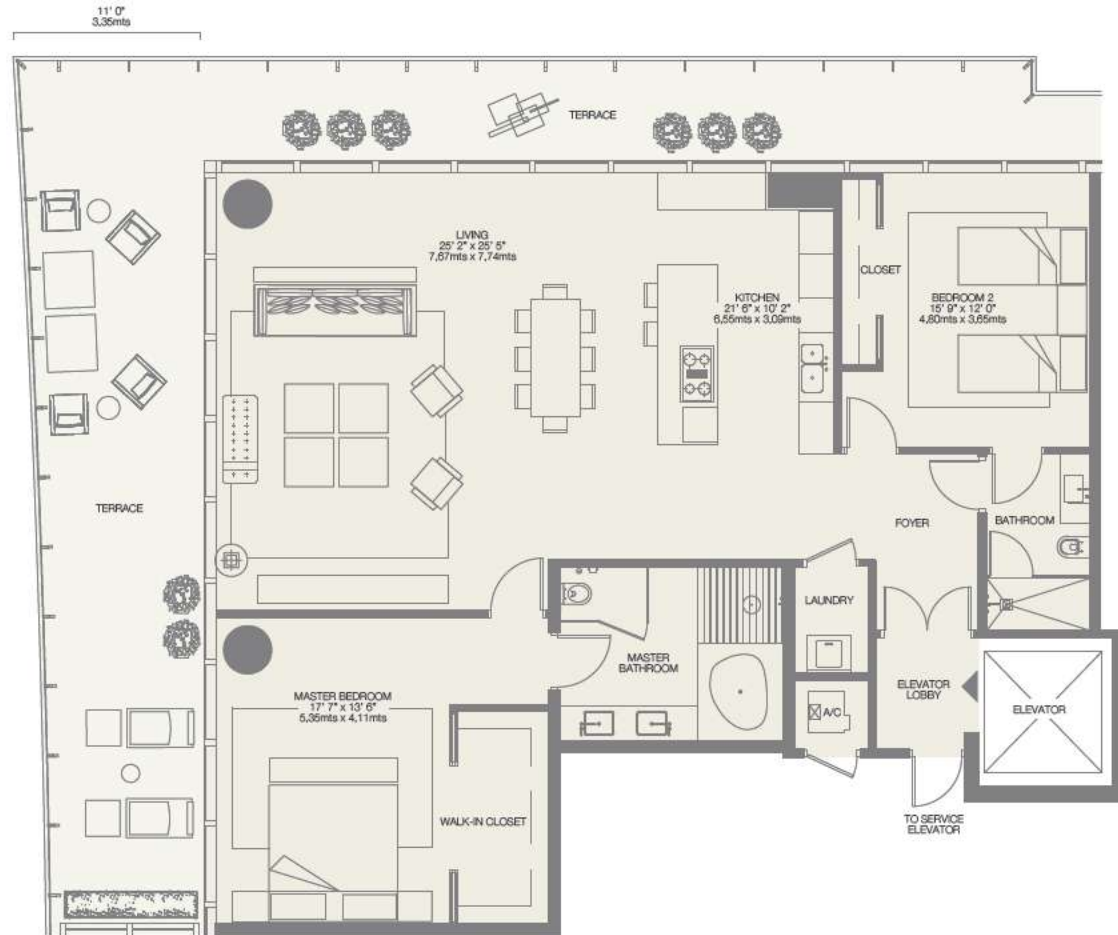 11' 0"
3,35mts
TERRACE
LIVING
25' 2" x 25' 5"
7,67mts x 7,74mts
CLOSET
KITCHEN
21' 6" x 10' 2"
6,55mts x 3,09mts
BEDROOM 2
15' 9" x 12' 0"
4,80mts x 3,65mts
TERRACE
FOYER
BATHROOM
LAUNDRY
MASTER
BATHROOM
MASTER BEDROOM
17' 7" x 13' 6"
5,35mts x 4,11mts
ELEVATOR
LOBBY
ELEVATOR
A/C
WALK-IN CLOSET
TO SERVICE
ELEVATOR